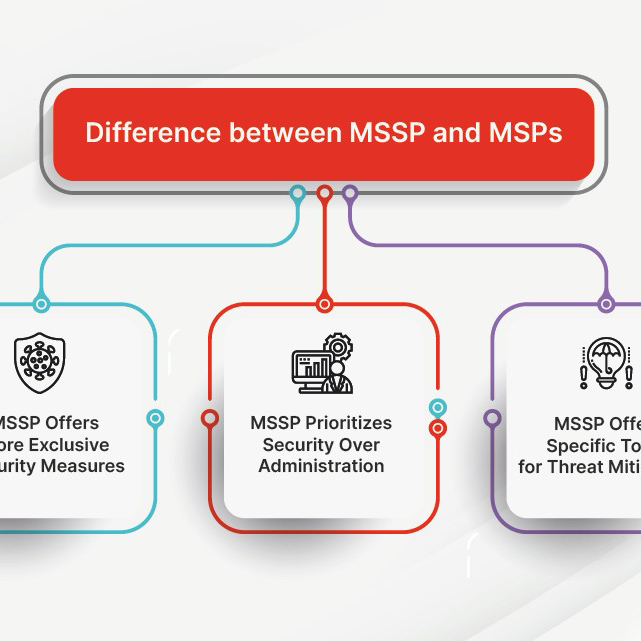 Difference between MSSP and MSPs
MSSP Offers
ore Exclusive
urity Measures
MSSP Prioritizes
Security Over
Administration
MSSP Offe
Specific To
for Threat Miti